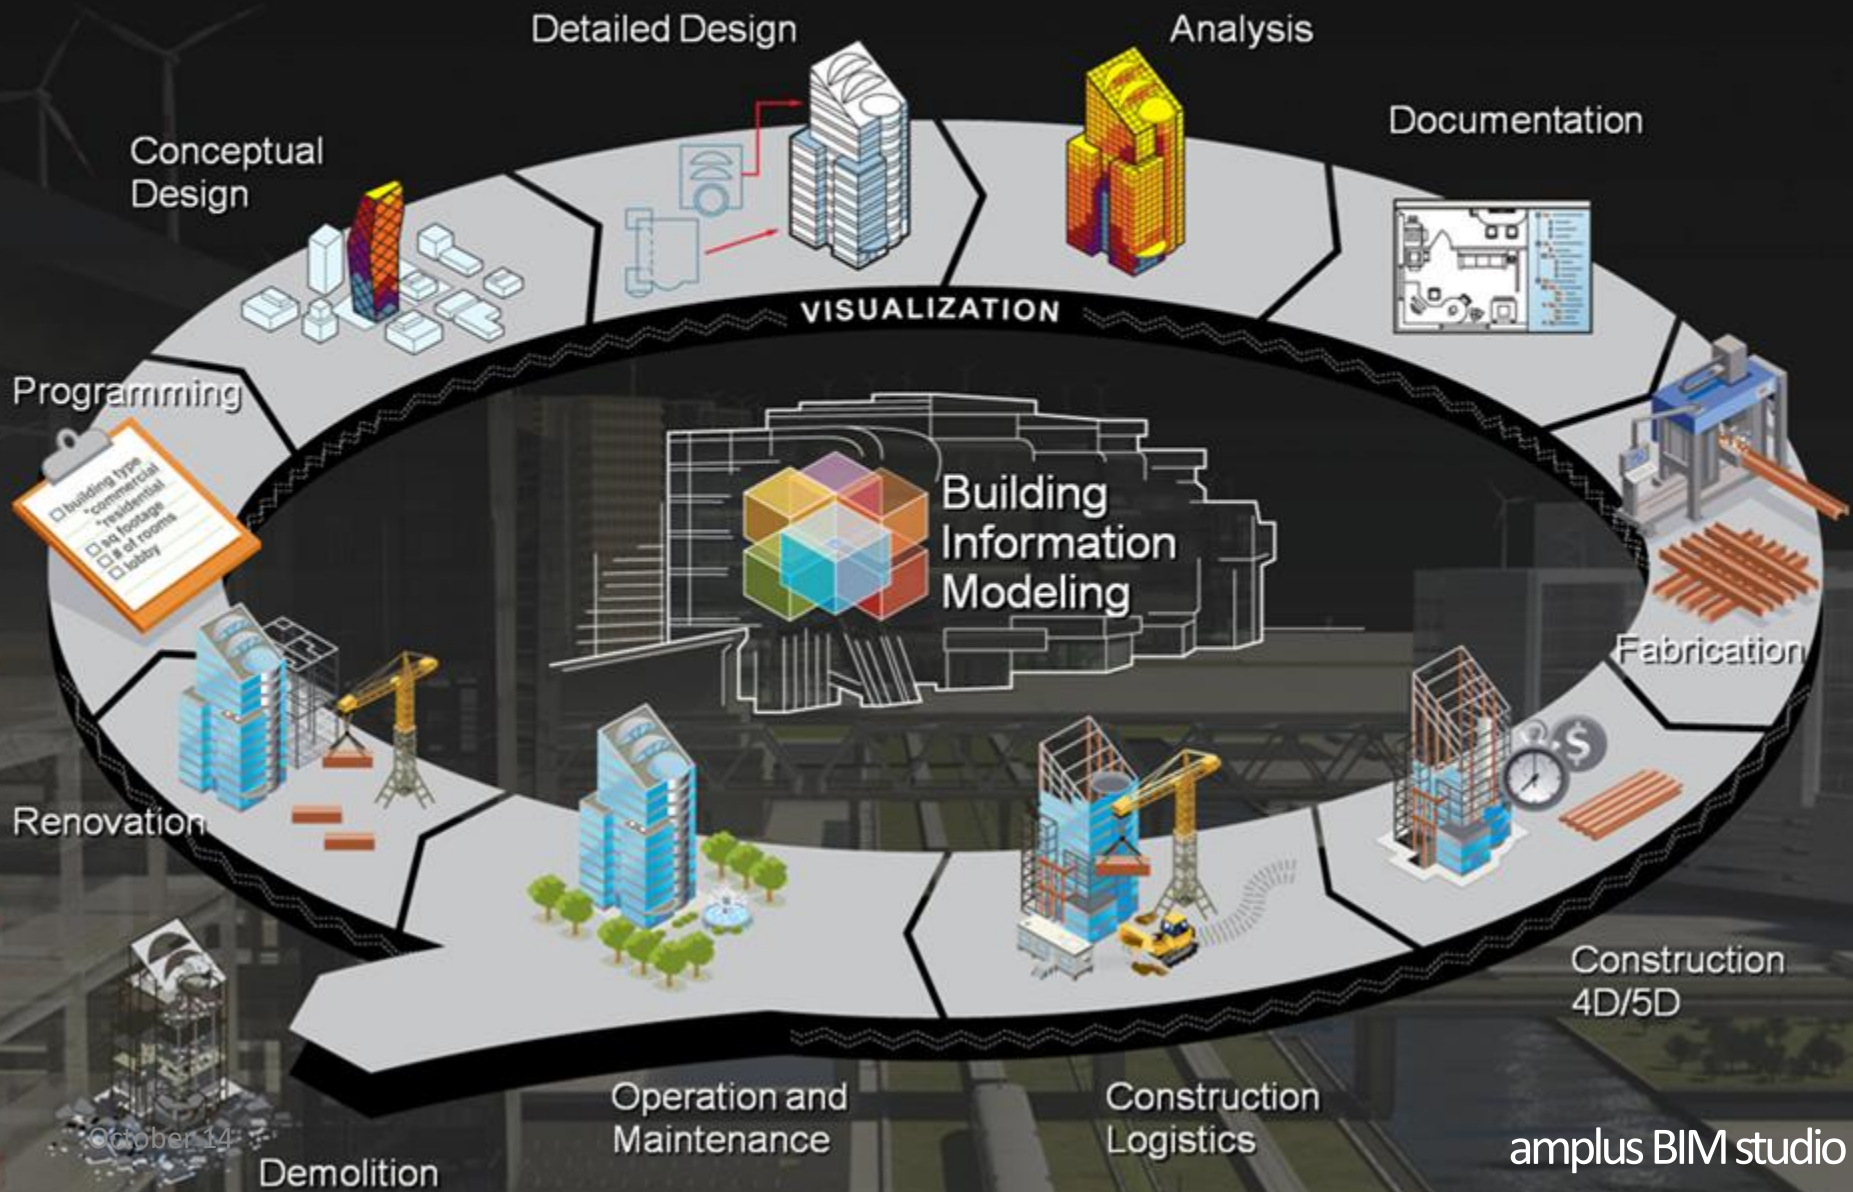 Detailed Design
Analysis
Documentation
Conceptual
Design
VISUALIZATION
Programming
building type
*commercial
*residential
sq footage
# of rooms
lobby
Building
Information
Modeling
Fabrication
$
Renovation
Construction
4D/5D
Operation and
Maintenance
Construction
Logistics
October 14
Demolition
amplus BIM studio